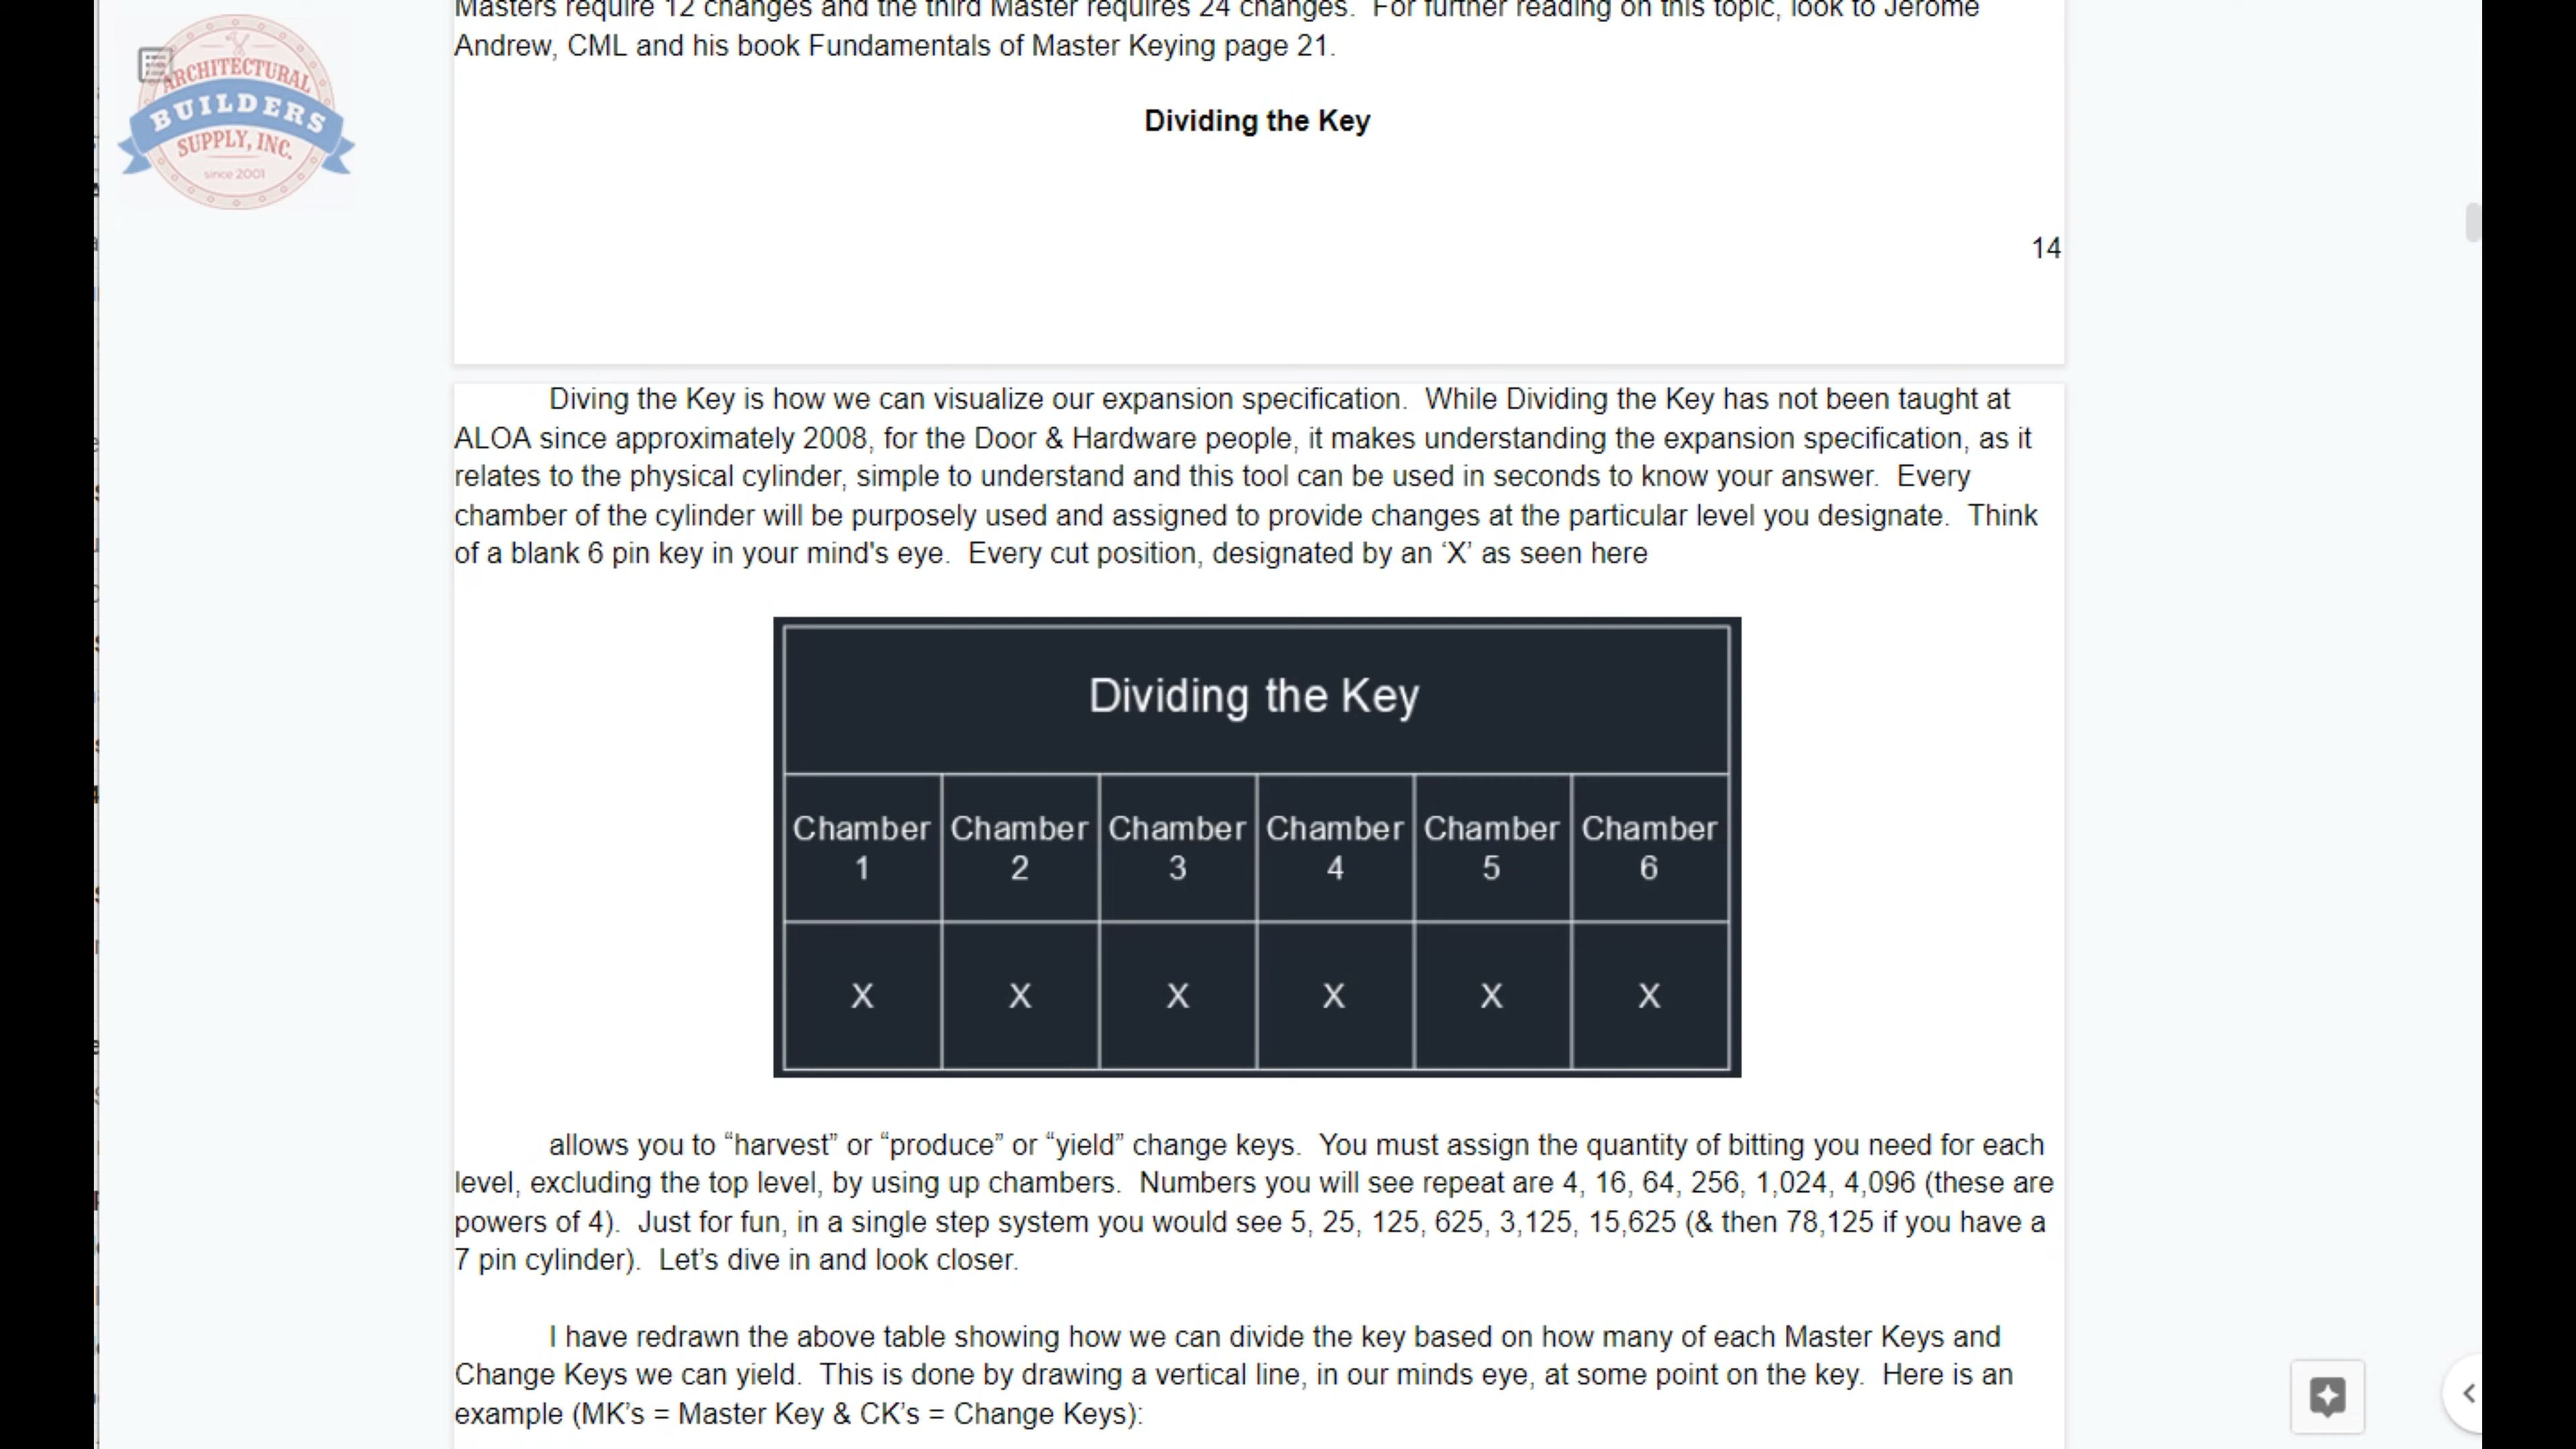 Masters require 12 changes and the third Master requires 24 changes. For further reading on this topic, look to Jerome
Andrew, CML and his book Fundamentals of Master Keying page 21.
ARCHITECTURAL
BUILDERS
SUPPLY, INC.
since 2001
Dividing the Key
14
Diving the Key is how we can visualize our expansion specification. While Dividing the Key has not been taught at
ALOA since approximately 2008, for the Door & Hardware people, it makes understanding the expansion specification, as it
relates to the physical cylinder, simple to understand and this tool can be used in seconds to know your answer. Every
chamber of the cylinder will be purposely used and assigned to provide changes at the particular level you designate. Think
of a blank 6 pin key in your mind's eye. Every cut position, designated by an ‘X’ as seen here
Dividing the Key
Chamber Chamber Chamber Chamber Chamber Chamber
1 2 3 4 5 6
X X X X X X
allows you to “harvest” or “produce” or “yield” change keys. You must assign the quantity of bitting you need for each
level, excluding the top level, by using up chambers. Numbers you will see repeat are 4, 16, 64, 256, 1,024, 4,096 (these are
powers of 4). Just for fun, in a single step system you would see 5, 25, 125, 625, 3,125, 15,625 (& then 78,125 if you have a
7 pin cylinder). Let’s dive in and look closer.
I have redrawn the above table showing how we can divide the key based on how many of each Master Keys and
Change Keys we can yield. This is done by drawing a vertical line, in our minds eye, at some point on the key. Here is an
example (MK’s = Master Key & CK’s = Change Keys):